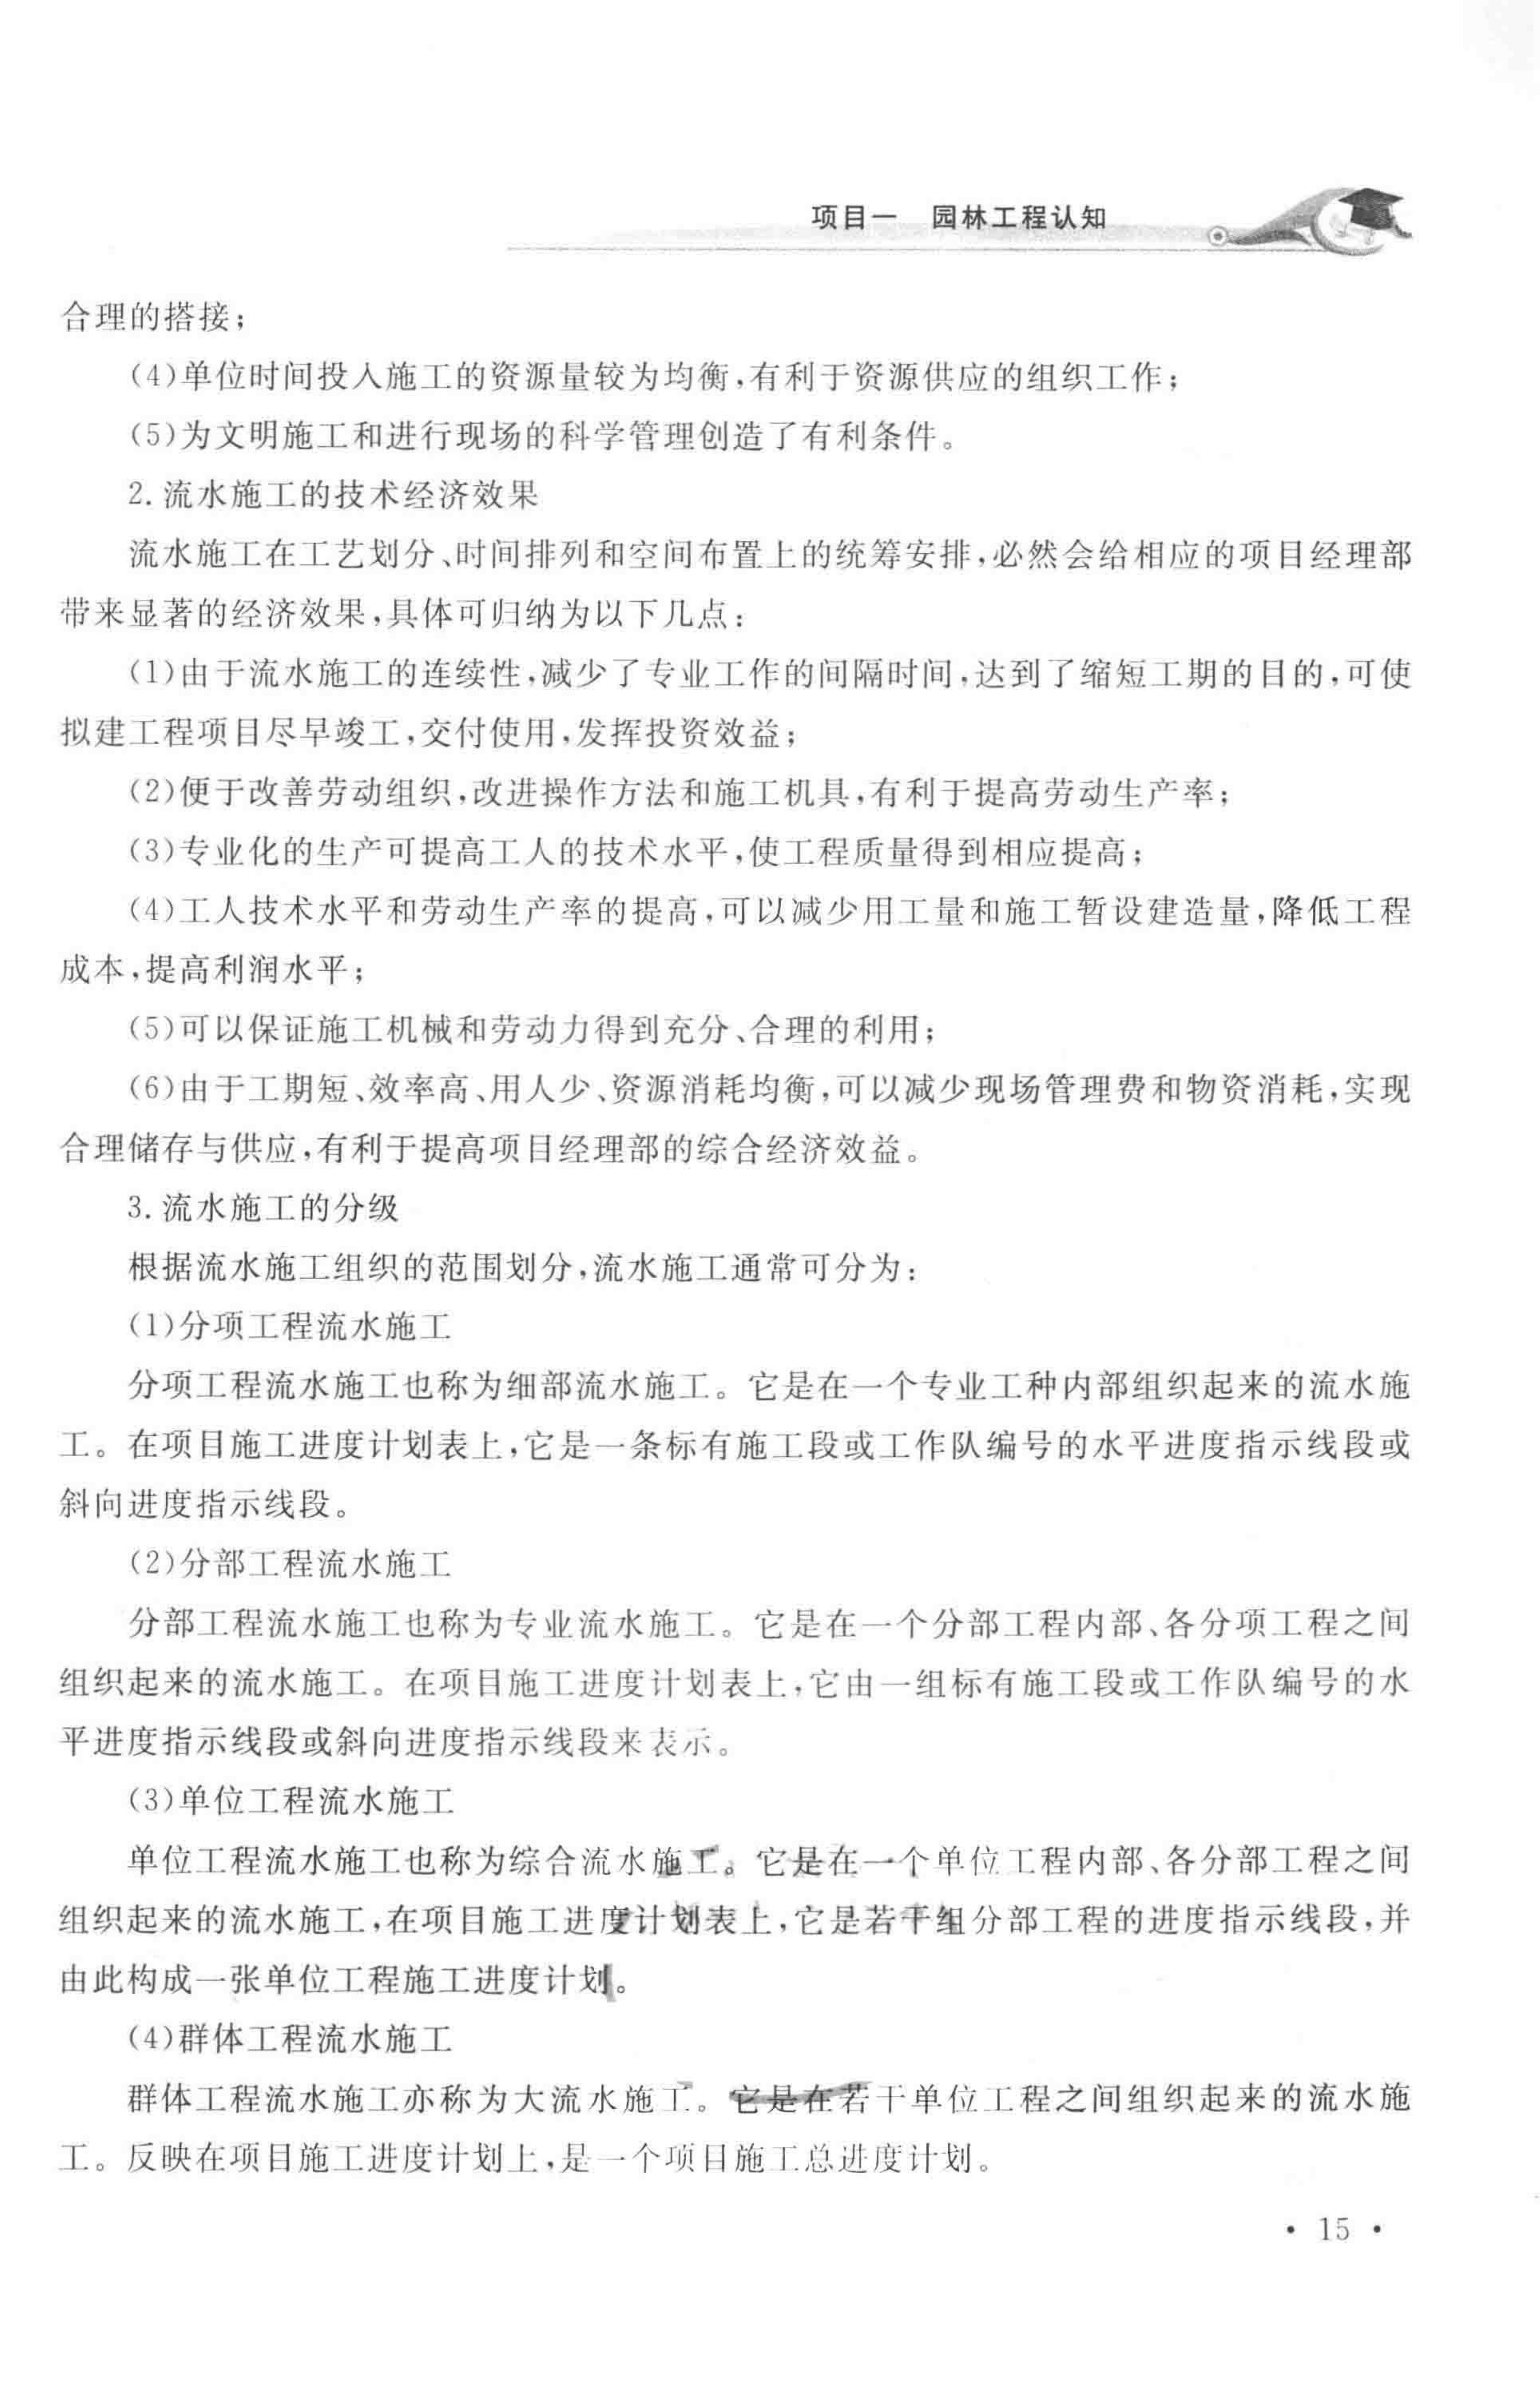 项目一 园林工程认知
合理的搭接；
(4)单位时间投入施工的资源量较为均衡，有利于资源供应的组织工作；
(5)为文明施工和进行现场的科学管理创造了有利条件。
2. 流水施工的技术经济效果
流水施工在工艺划分、时间排列和空间布置上的统筹安排，必然会给相应的项目经理部
带来显著的经济效果，具体可归纳为以下几点：
(1)由于流水施工的连续性，减少了专业工作的间隔时间，达到了缩短工期的目的，可使
拟建工程项目尽早竣工，交付使用，发挥投资效益；
(2)便于改善劳动组织，改进操作方法和施工机具，有利于提高劳动生产率；
(3)专业化的生产可提高工人的技术水平，使工程质量得到相应提高；
(4)工人技术水平和劳动生产率的提高，可以减少用工量和施工暂设建造量，降低工程
成本，提高利润水平；
(5)可以保证施工机械和劳动力得到充分、合理的利用；
(6)由于工期短、效率高、用人少、资源消耗均衡，可以减少现场管理费和物资消耗，实现
合理储存与供应，有利于提高项目经理部的综合经济效益。
3. 流水施工的分级
根据流水施工组织的范围划分，流水施工通常可分为：
(1)分项工程流水施工
分项工程流水施工也称为细部流水施工。它是在一个专业工种内部组织起来的流水施
工。在项目施工进度计划表上，它是一条标有施工段或工作队编号的水平进度指示线段或
斜向进度指示线段。
(2)分部工程流水施工
分部工程流水施工也称为专业流水施工。它是在一个分部工程内部、各分项工程之间
组织起来的流水施工。在项目施工进度计划表上，它由一组标有施工段或工作队编号的水
平进度指示线段或斜向进度指示线段来表示。
(3)单位工程流水施工
单位工程流水施工也称为综合流水施工。它是在一个单位工程内部、各分部工程之间
组织起来的流水施工，在项目施工进度计划表上，它是若干组分部工程的进度指示线段，并
由此构成一张单位工程施工进度计划。
(4)群体工程流水施工
群体工程流水施工亦称为大流水施工。它是在若干单位工程之间组织起来的流水施
工。反映在项目施工进度计划上，是一个项目施工总进度计划。
• 15 •